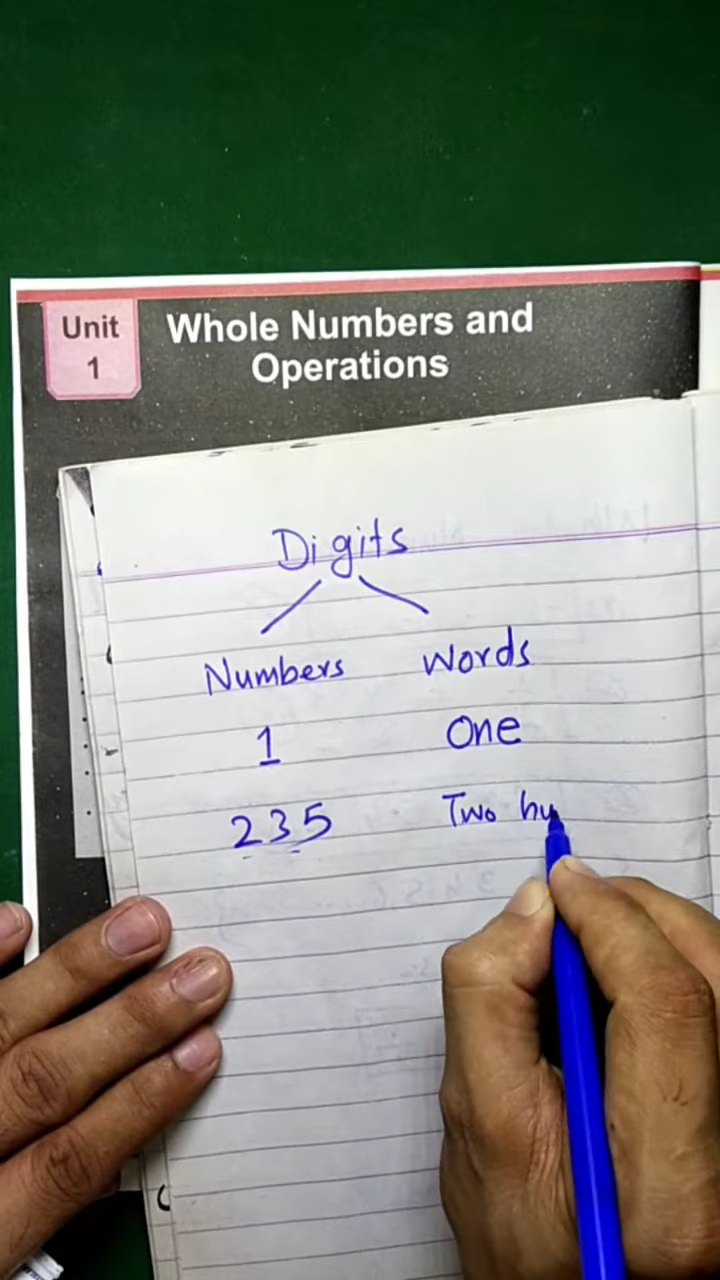 Unit
1
Whole Numbers and
Operations
Digits
Numbers Words
1 One
235 Two hu